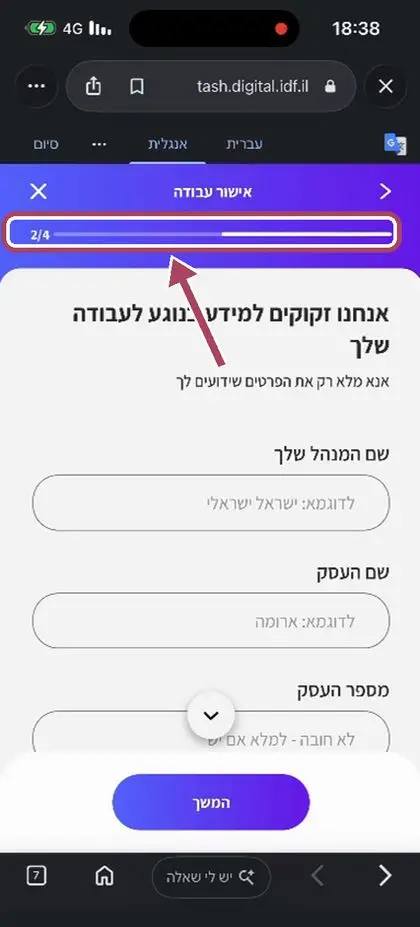 4G
18:38
tash.digital.idf.il
עברית
אנגלית
סיום
אישור עבודה
2/4
אנחנו זקוקים למידע בנוגע לעבודה
שלך
אנא מלא רק את הפרטים שידועים לך
שם המנהל שלך
לדוגמא: ישראל ישראלי
שם העסק
לדוגמא: ארומה
מספר העסק
לא חובה - למלא אם יש
המשך
7
יש לי שאלה